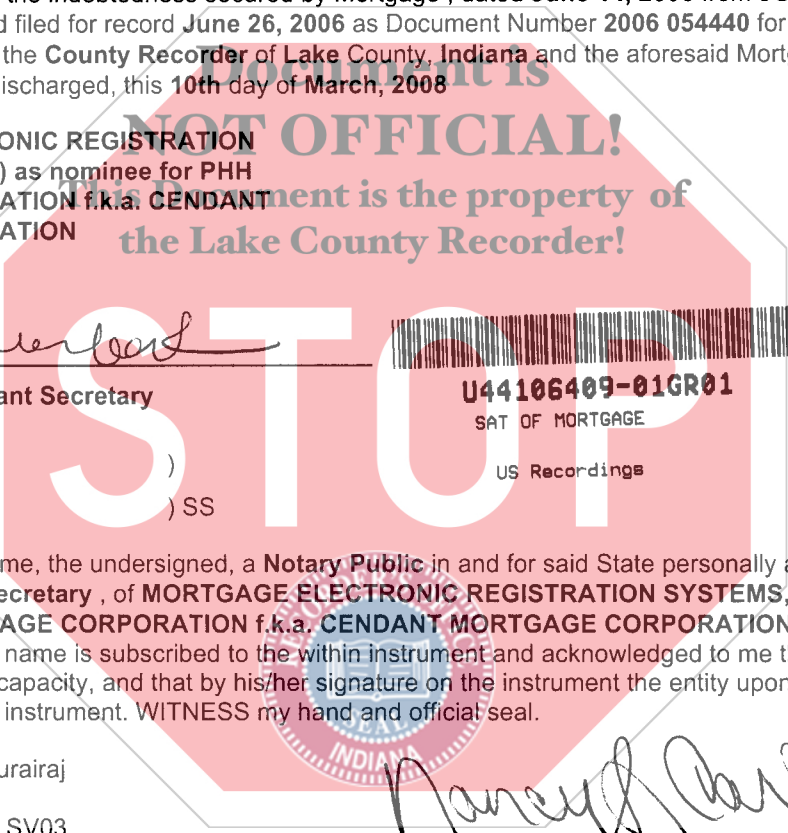 the indebtedness secured by Mortgage , dated
d filed for record June 26, 2006 as Document Number 2006 054440 for
the County Recorder of Lake County, Indiana and the aforesaid Mort
ischarged, this 10th day of March, 2008
Document is
NOT OFFICIAL!
This Document is the property of
the Lake County Recorder!
ONIC REGISTRATION
) as nominee for PHH
ATION f.k.a. CENDANT
ATION
STOP
ant Secretary
U44106409-01GR01
SAT OF MORTGAGE
US Recordings
)
) SS
me, the undersigned, a Notary Public in and for said State personally a
ecretary , of MORTGAGE ELECTRONIC REGISTRATION SYSTEMS,
AGE CORPORATION f.k.a. CENDANT MORTGAGE CORPORATION
name is subscribed to the within instrument and acknowledged to me t
capacity, and that by his/her signature on the instrument the entity upon
instrument. WITNESS my hand and official seal.
RECORDER'S OFFICE
SEAL
INDIANA
urairaj
Nancy
SV03